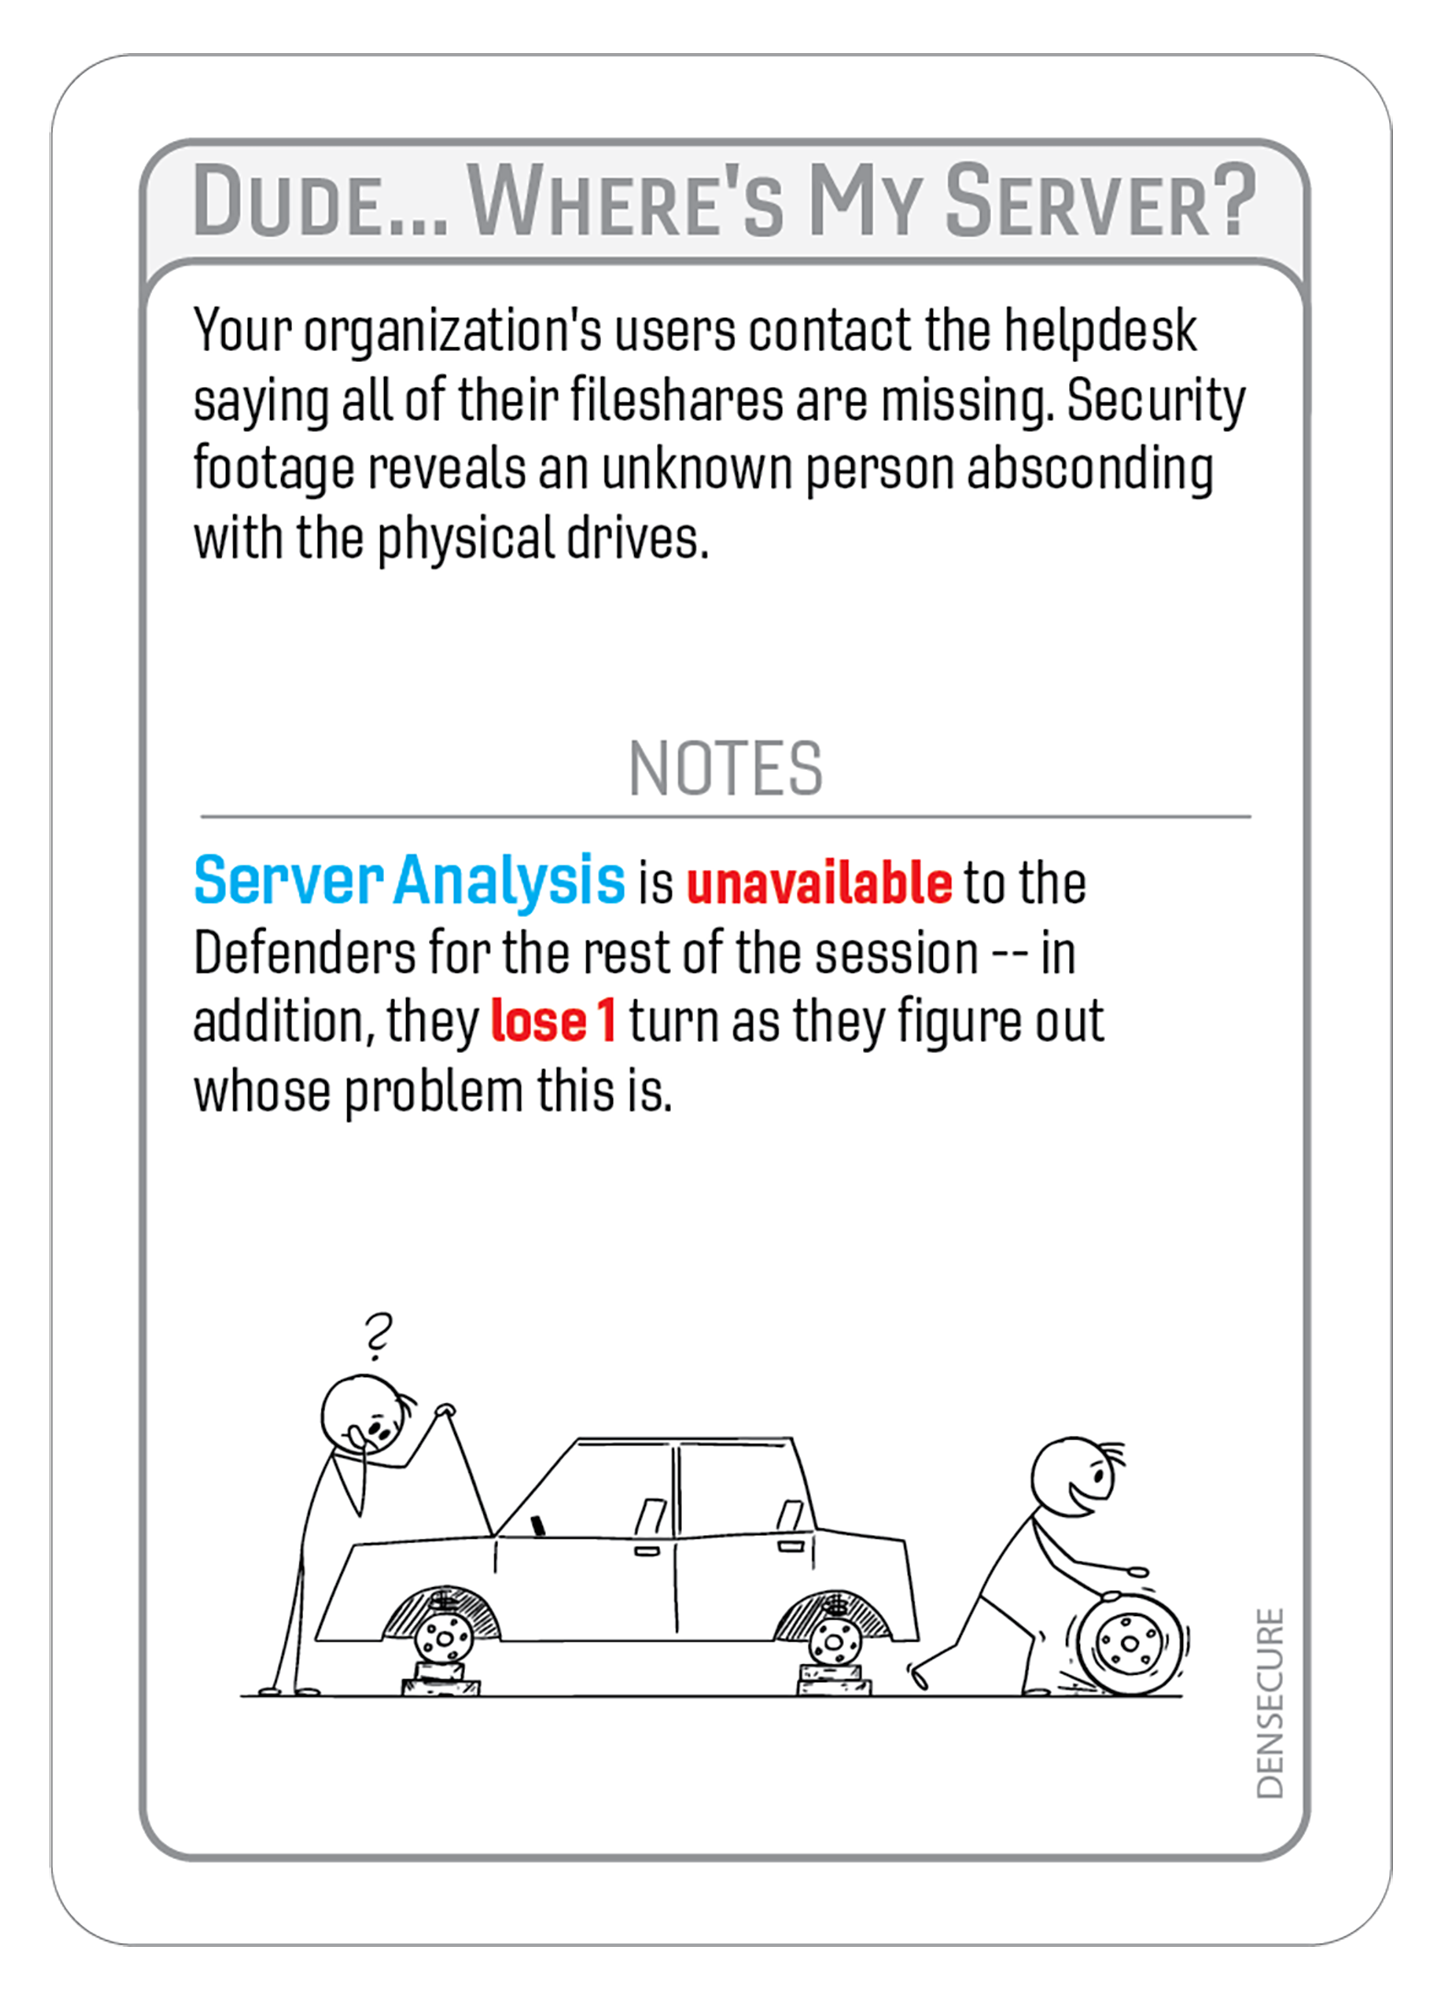 Dude... Where's My Server?
Your organization's users contact the helpdesk
saying all of their fileshares are missing. Security
footage reveals an unknown person absconding
with the physical drives.
NOTES
Server Analysis is unavailable to the
Defenders for the rest of the session -- in
addition, they lose 1 turn as they figure out
whose problem this is.
?
DENSECURE